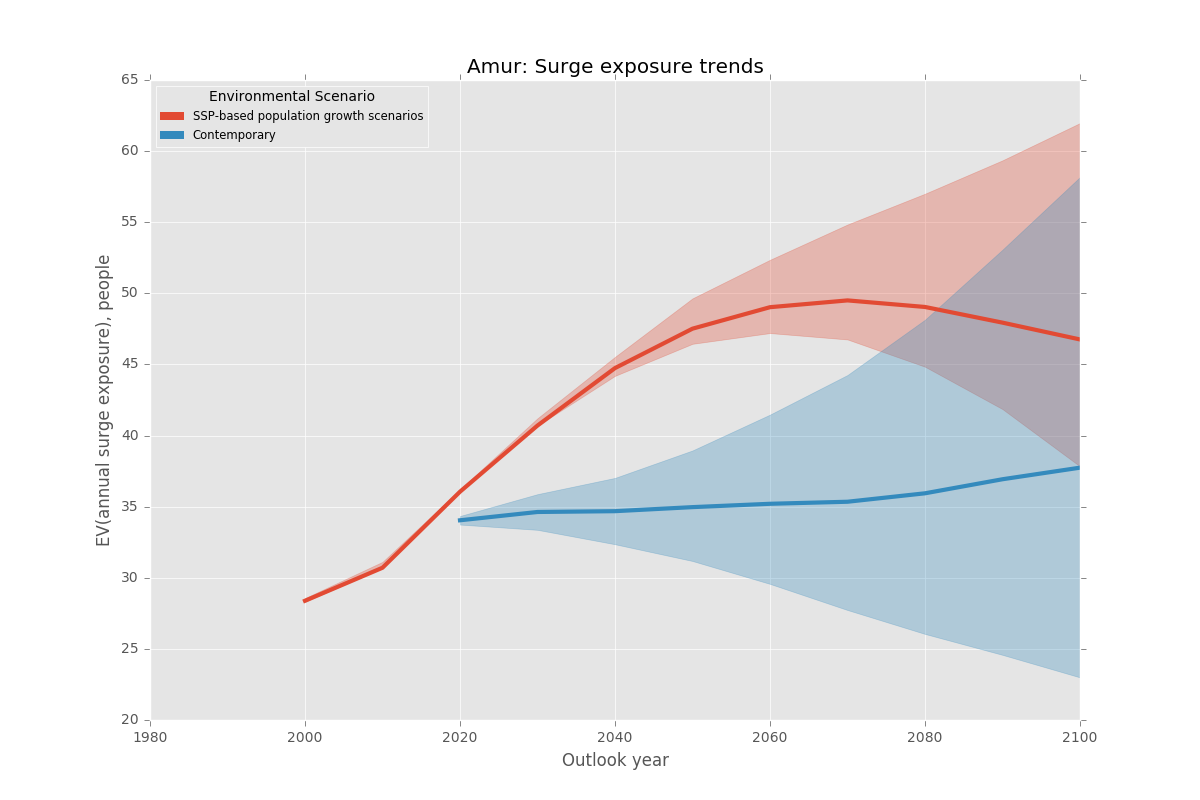 Amur: Surge exposure trends
Environmental Scenario
SSP-based population growth scenarios
Contemporary
EV(annual surge exposure), people
65
60
55
50
45
40
35
30
25
20
1980 2000 2020 2040 2060 2080 2100
Outlook year